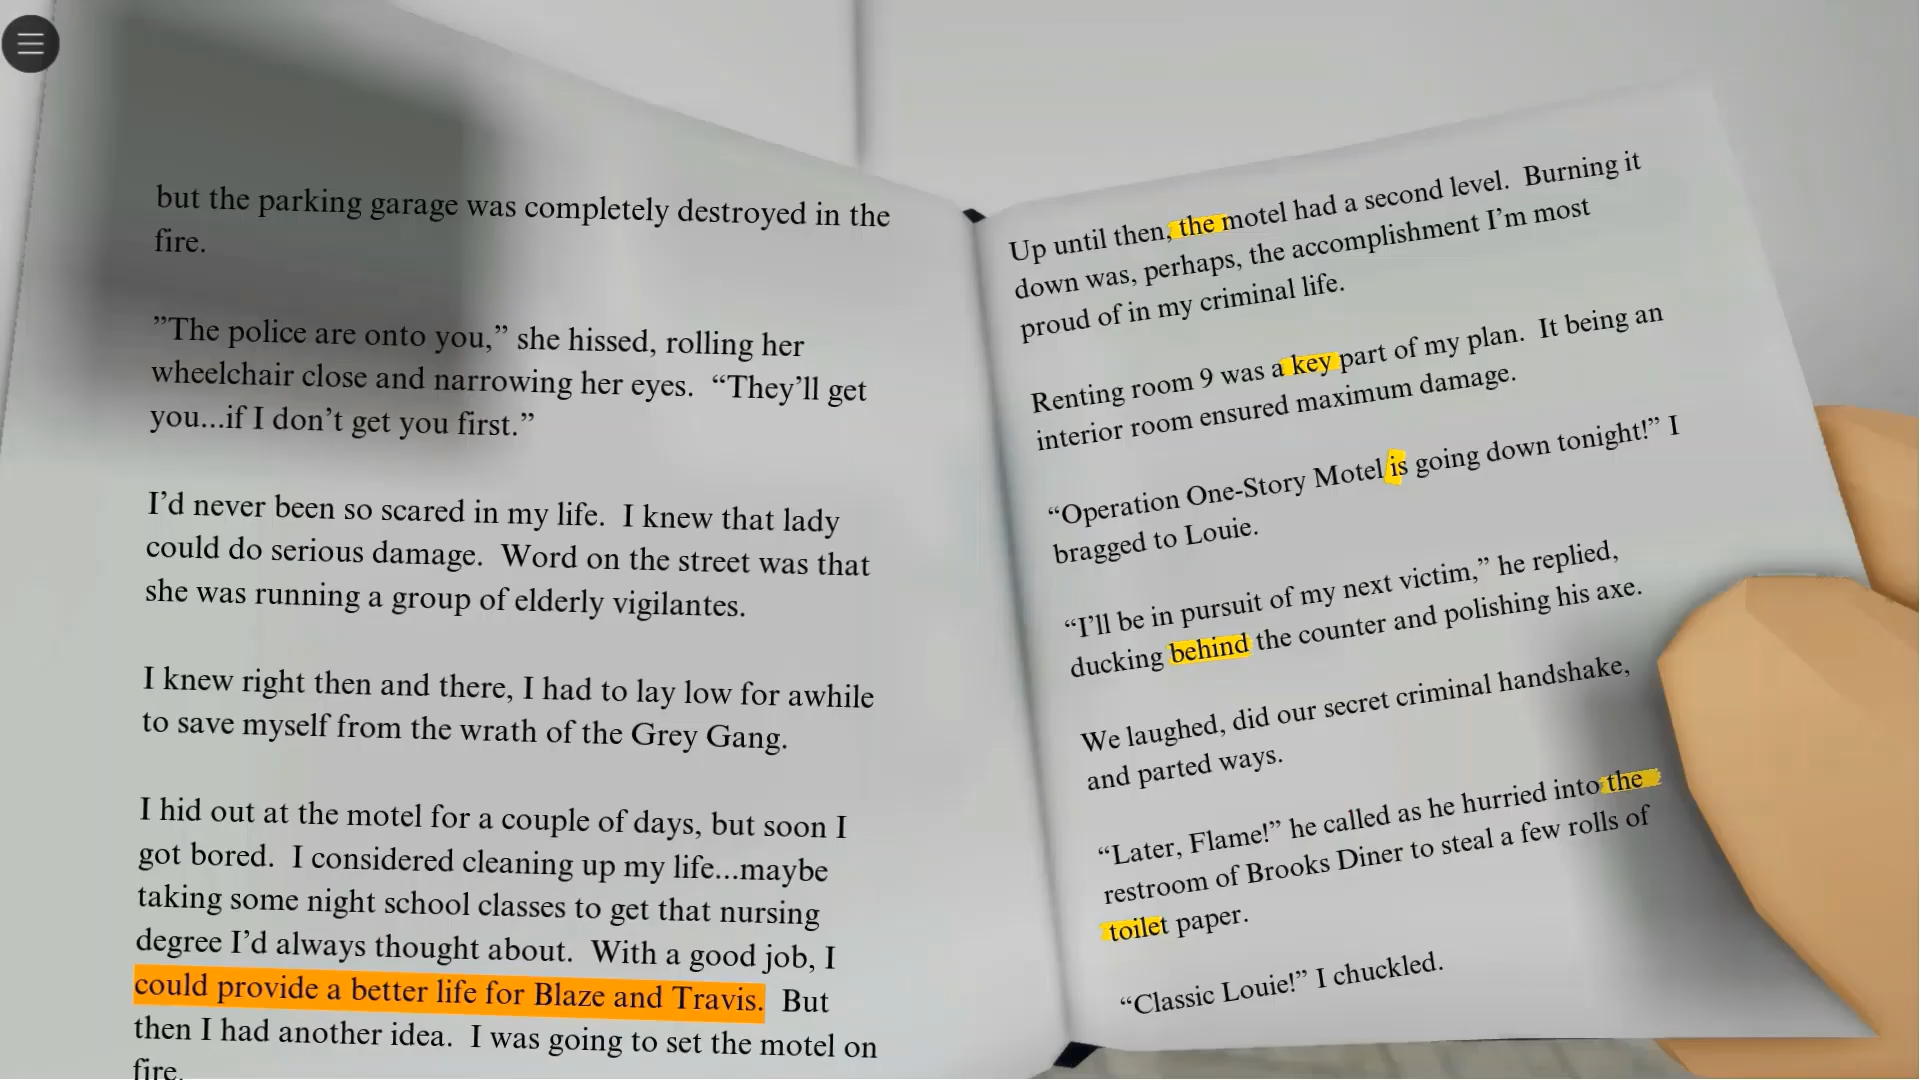 but the parking garage was completely destroyed in the
fire.
”The police are onto you,” she hissed, rolling her
wheelchair close and narrowing her eyes.  “They’ll get
you...if I don’t get you first.”
I’d never been so scared in my life.  I knew that lady
could do serious damage.  Word on the street was that
she was running a group of elderly vigilantes.
I knew right then and there, I had to lay low for awhile
to save myself from the wrath of the Grey Gang.
I hid out at the motel for a couple of days, but soon I
got bored.  I considered cleaning up my life...maybe
taking some night school classes to get that nursing
degree I’d always thought about.  With a good job, I
could provide a better life for Blaze and Travis.  But
then I had another idea.  I was going to set the motel on
fire.
Up until then, the motel had a second level.  Burning it
down was, perhaps, the accomplishment I’m most
proud of in my criminal life.
Renting room 9 was a key part of my plan.  It being an
interior room ensured maximum damage.
“Operation One-Story Motel is going down tonight!” I
bragged to Louie.
“I’ll be in pursuit of my next victim,” he replied,
ducking behind the counter and polishing his axe.
We laughed, did our secret criminal handshake,
and parted ways.
“Later, Flame!” he called as he hurried into the
restroom of Brooks Diner to steal a few rolls of
toilet paper.
“Classic Louie!” I chuckled.